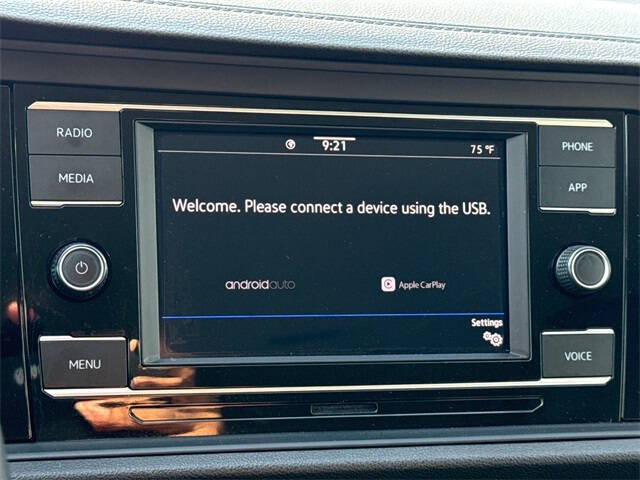 RADIO
MEDIA
MENU
9:21
75 °F
Welcome. Please connect a device using the USB.
androidauto
Apple CarPlay
Settings
PHONE
APP
VOICE